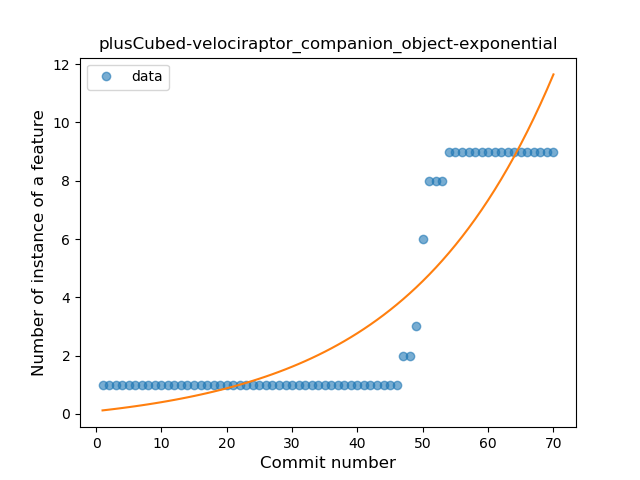 plusCubed-velociraptor_companion_object-exponential
data
Number of instance of a feature
12
10
8
6
4
2
0
0 10 20 30 40 50 60 70
Commit number